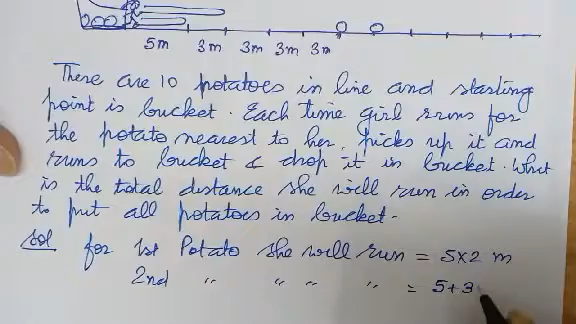 5m 3m 3m 3m 3m
There are 10 potatoes in line and starting
point is bucket. Each time girl runs for
the potato nearest to her, picks up it and
runs to bucket & drop it in bucket. What
is the total distance she will run in order
to put all potatoes in bucket.
Sol for 1st Potato she will run = 5×2 m
2nd " " " " = 5+3